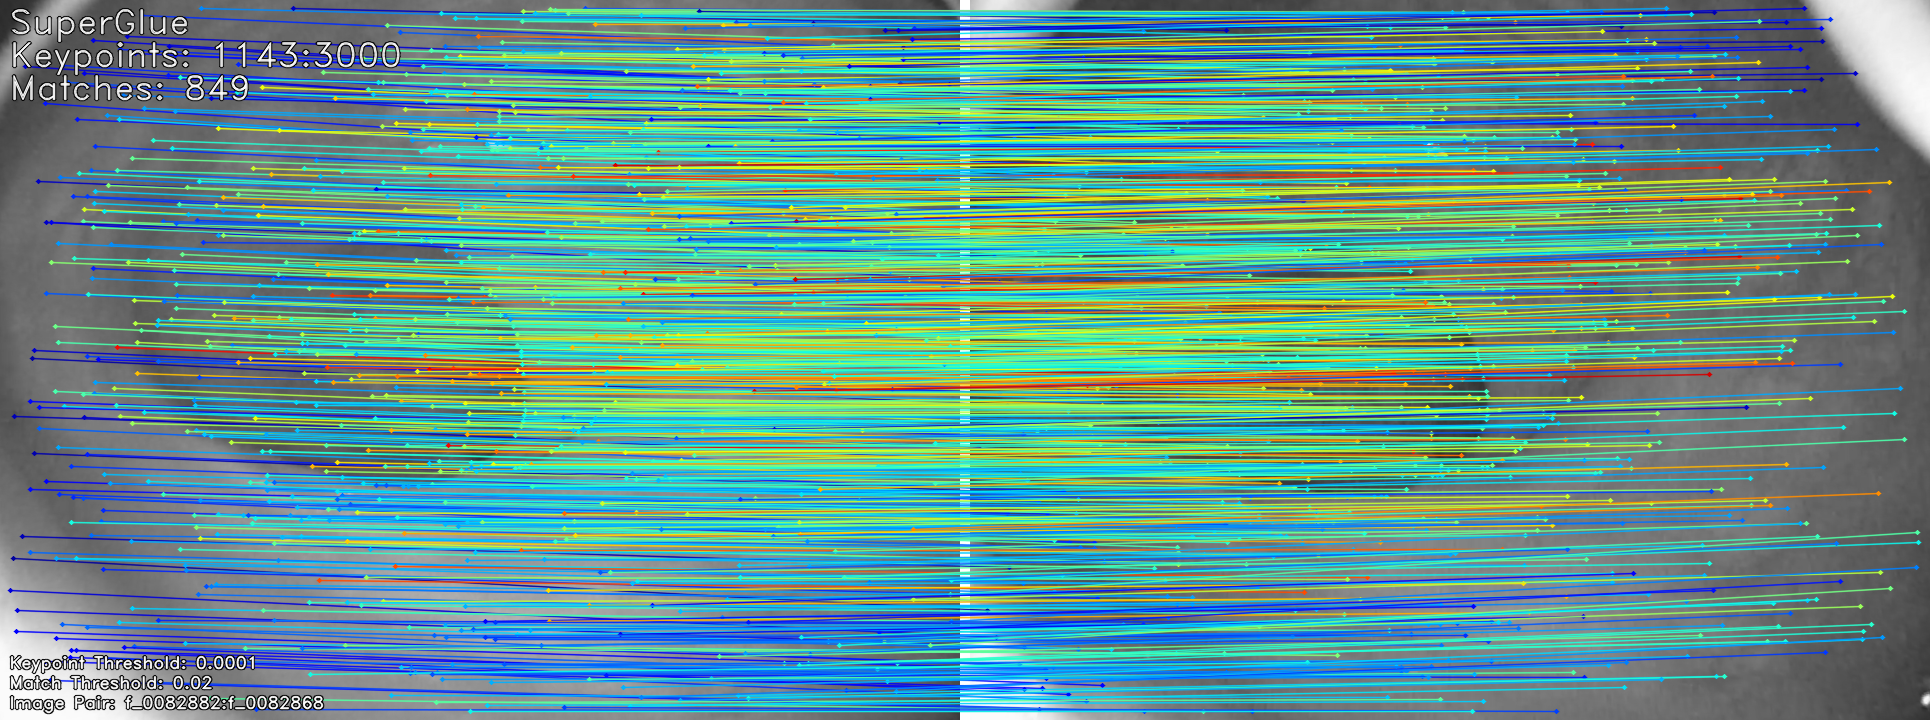 SuperGlue
Keypoints: 1143:3000
Matches: 849
Keypoint Threshold: 0.0001
Match Threshold: 0.02
Image Pair: f_0082882:f_0082868